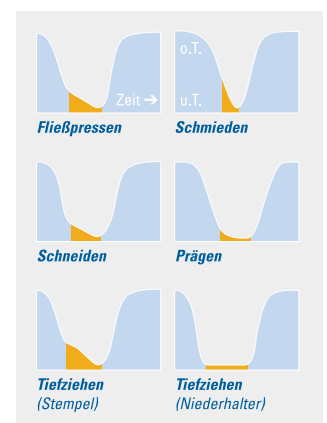 o.T.
Zeit → u.T.
Fließpressen Schmieden
Schneiden Prägen
Tiefziehen Tiefziehen
(Stempel) (Niederhalter)